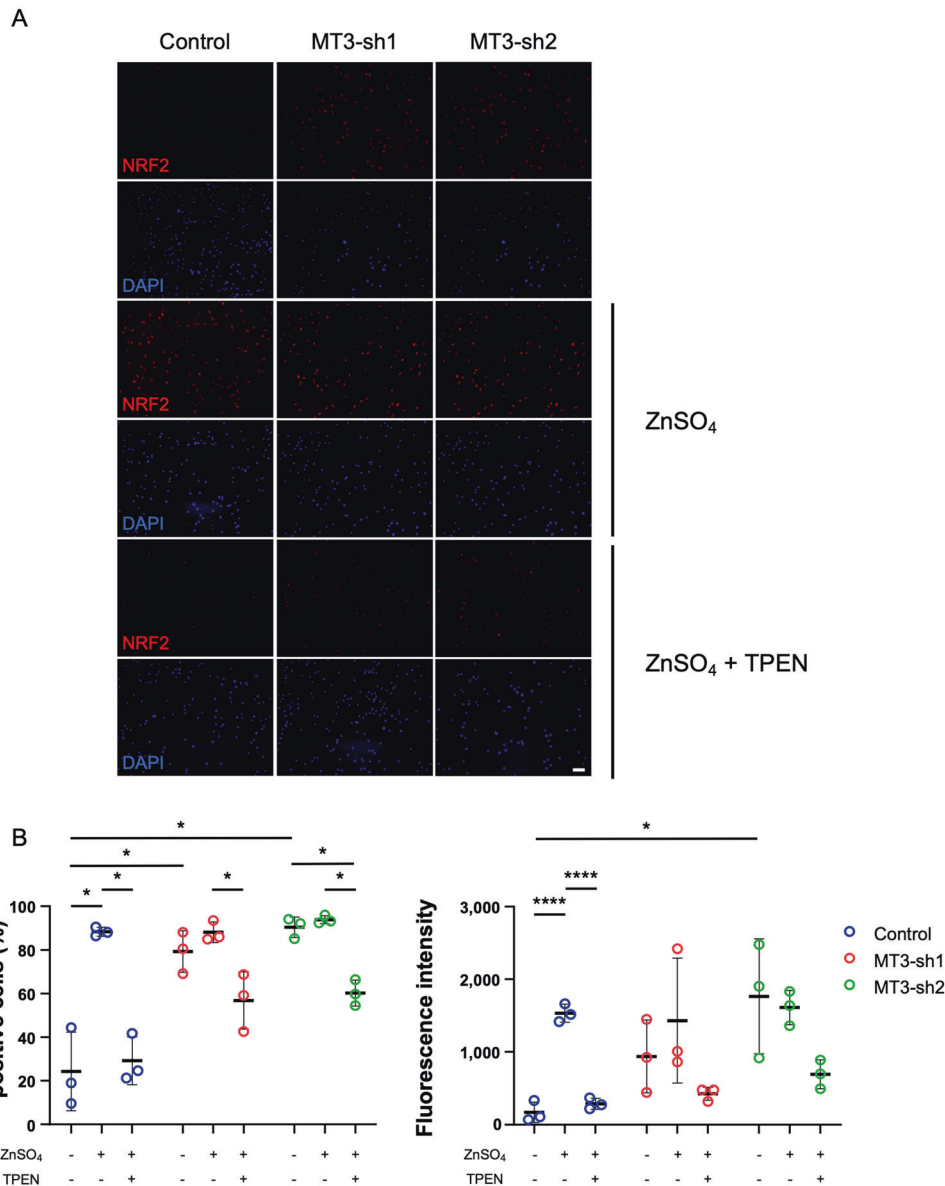 A
Control MT3-sh1 MT3-sh2
NRF2
DAPI
NRF2
ZnSO4
DAPI
NRF2
ZnSO4 + TPEN
DAPI
B
* * * * * * *
positive cells (%)
100
80
60
40
20
0
ZnSO4 - + + - + + - + +
TPEN - - + - - + - - +
* **** ****
Fluorescence intensity
3,000
2,000
1,000
0
ZnSO4 - + + - + + - + +
TPEN - - + - - + - - +
Control
MT3-sh1
MT3-sh2